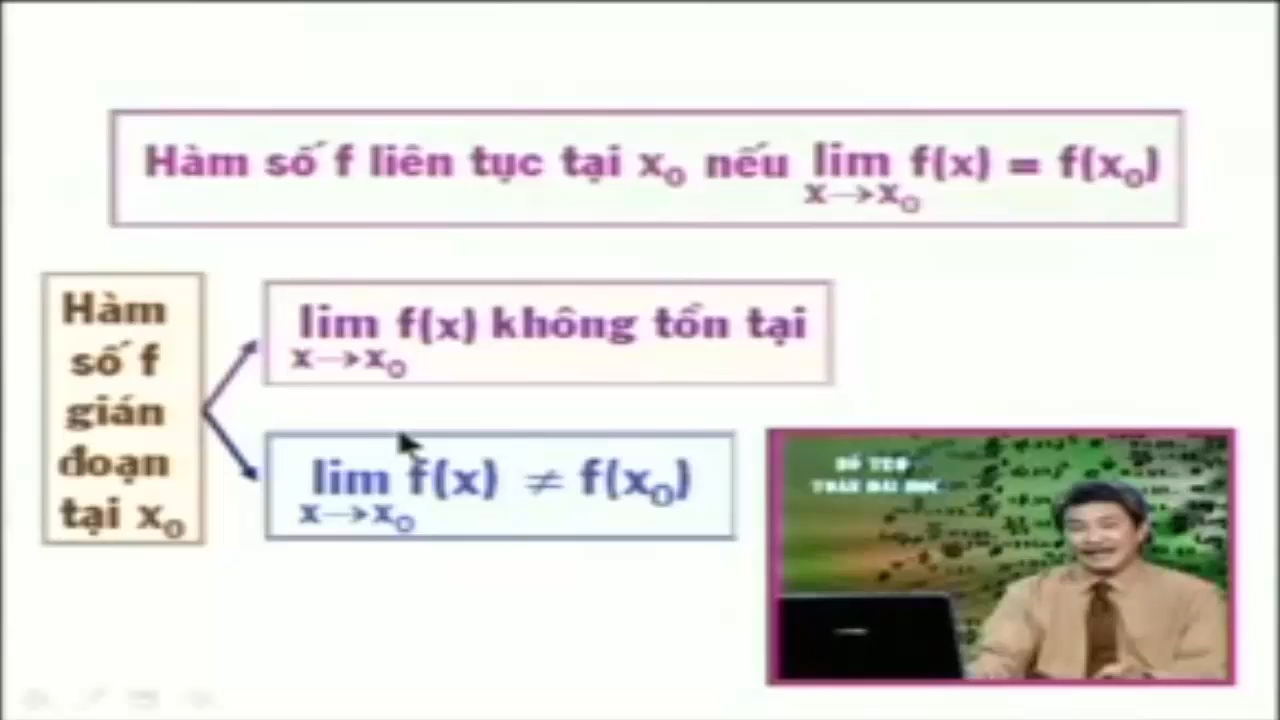 Hàm số f liên tục tại x₀ nếu lim f(x) = f(x₀)
x→x₀
Hàm
số f
gián
đoạn
tại x₀
lim f(x) không tồn tại
x→x₀
lim f(x) ≠ f(x₀)
x→x₀